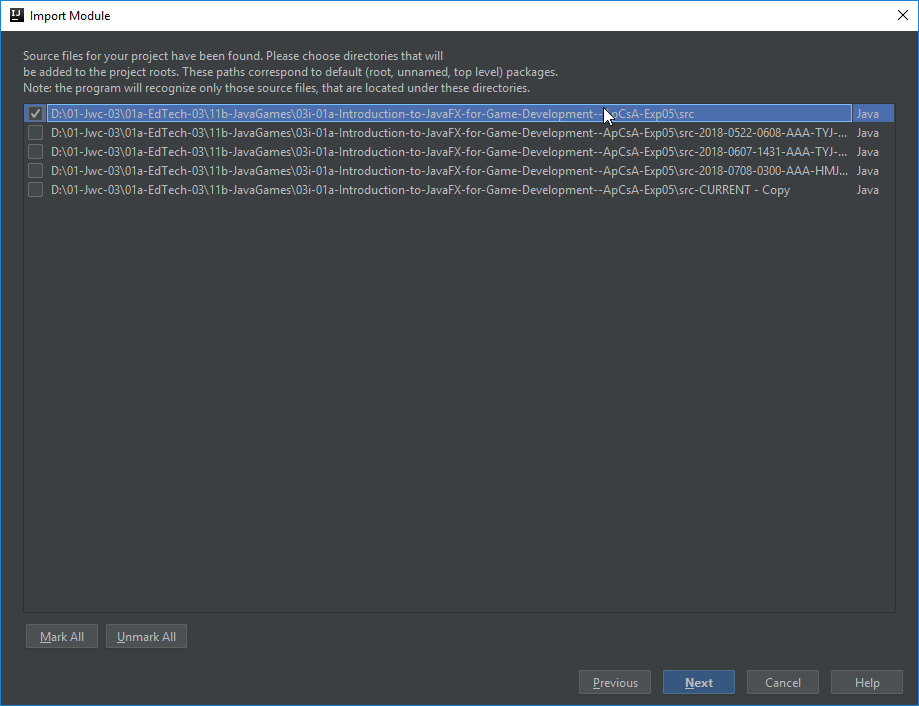 IJ Import Module
Source files for your project have been found. Please choose directories that will
be added to the project roots. These paths correspond to default (root, unnamed, top level) packages.
Note: the program will recognize only those source files, that are located under these directories.
D:\01-Jwc-03\01a-EdTech-03\11b-JavaGames\03i-01a-Introduction-to-JavaFX-for-Game-Development--ApCsA-Exp05\src Java
D:\01-Jwc-03\01a-EdTech-03\11b-JavaGames\03i-01a-Introduction-to-JavaFX-for-Game-Development--ApCsA-Exp05\src-2018-0522-0608-AAA-TYJ-... Java
D:\01-Jwc-03\01a-EdTech-03\11b-JavaGames\03i-01a-Introduction-to-JavaFX-for-Game-Development--ApCsA-Exp05\src-2018-0607-1431-AAA-TYJ-... Java
D:\01-Jwc-03\01a-EdTech-03\11b-JavaGames\03i-01a-Introduction-to-JavaFX-for-Game-Development--ApCsA-Exp05\src-2018-0708-0300-AAA-HMJ... Java
D:\01-Jwc-03\01a-EdTech-03\11b-JavaGames\03i-01a-Introduction-to-JavaFX-for-Game-Development--ApCsA-Exp05\src-CURRENT - Copy Java
Mark All Unmark All
Previous Next Cancel Help